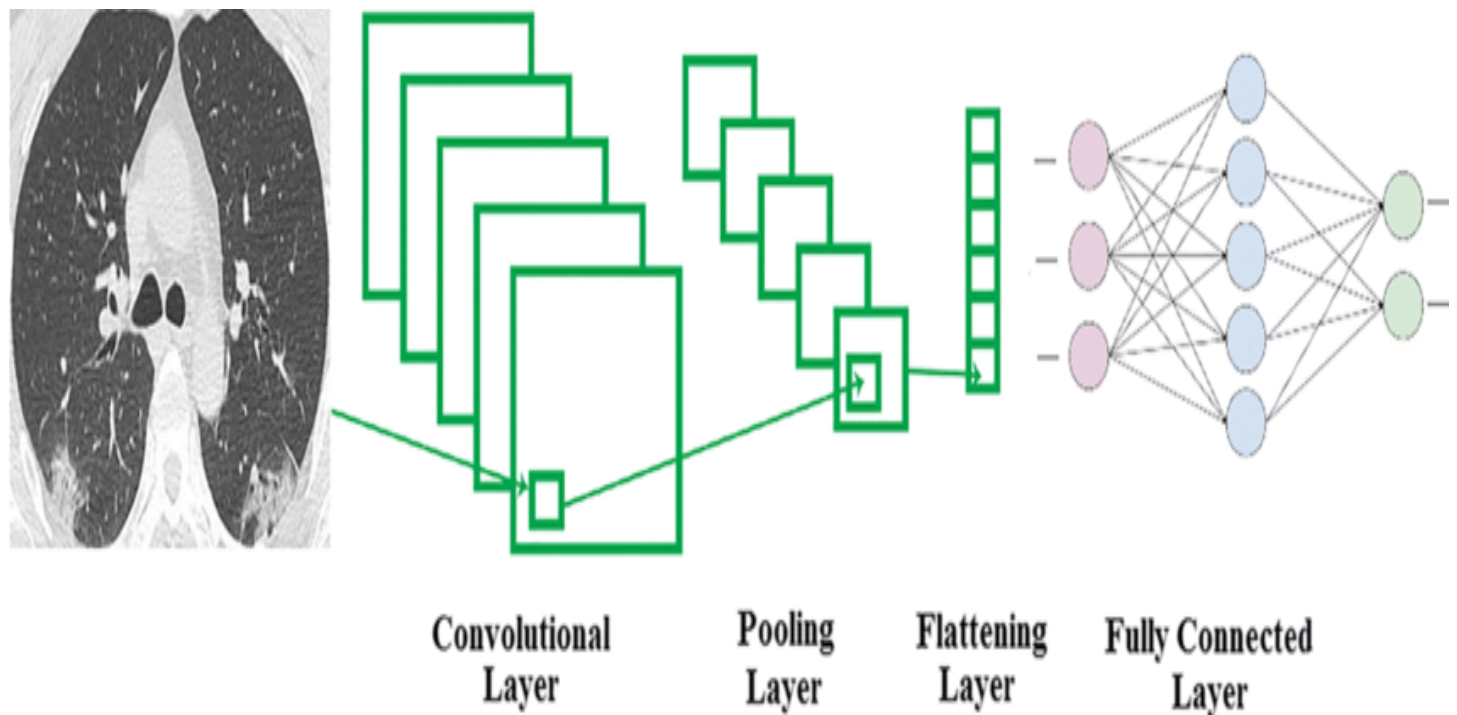 Convolutional
Layer
Pooling
Layer
Flattening
Layer
Fully Connected
Layer